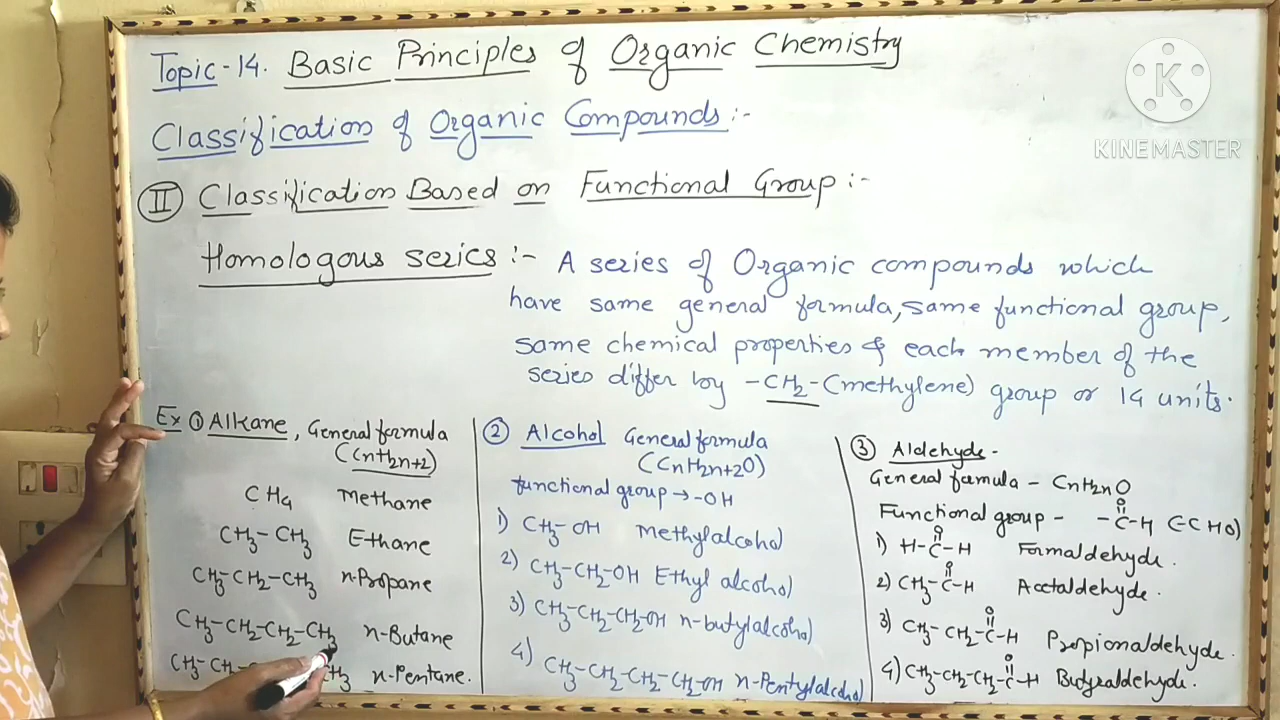 Topic-14. Basic Principles of Organic Chemistry
K
KINEMASTER
Classification of Organic Compounds:-
II Classification Based on Functional Group:-
Homologous series:- A series of Organic compounds which
have same general formula, same functional group,
same chemical properties & each member of the
series differ by -CH2-(methylene) group or 14 units.
Ex ① Alkane, General formula
(CnH2n+2)
CH4 Methane
CH3-CH3 Ethane
CH3-CH2-CH3 n-Propane
CH3-CH2-CH2-CH3 n-Butane
CH3-CH2 CH3 n-Pentane.
② Alcohol General formula
(CnH2n+2O)
functional group → -OH
1) CH3-OH Methylalcohol
2) CH3-CH2-OH Ethyl alcohol
3) CH3-CH2-CH2-OH n-butylalcohol
4) CH3-CH2-CH2-CH2-OH n-Pentylalcohol
③ Aldehyde-
General formula - CnH2nO
O
Functional group - -C-H (-CHO)
O
1) H-C-H Formaldehyde.
O
2) CH3-C-H Acetaldehyde.
O
3) CH3-CH2-C-H Propionaldehyde.
O
4) CH3-CH2-CH2-C-H Butyraldehyde.